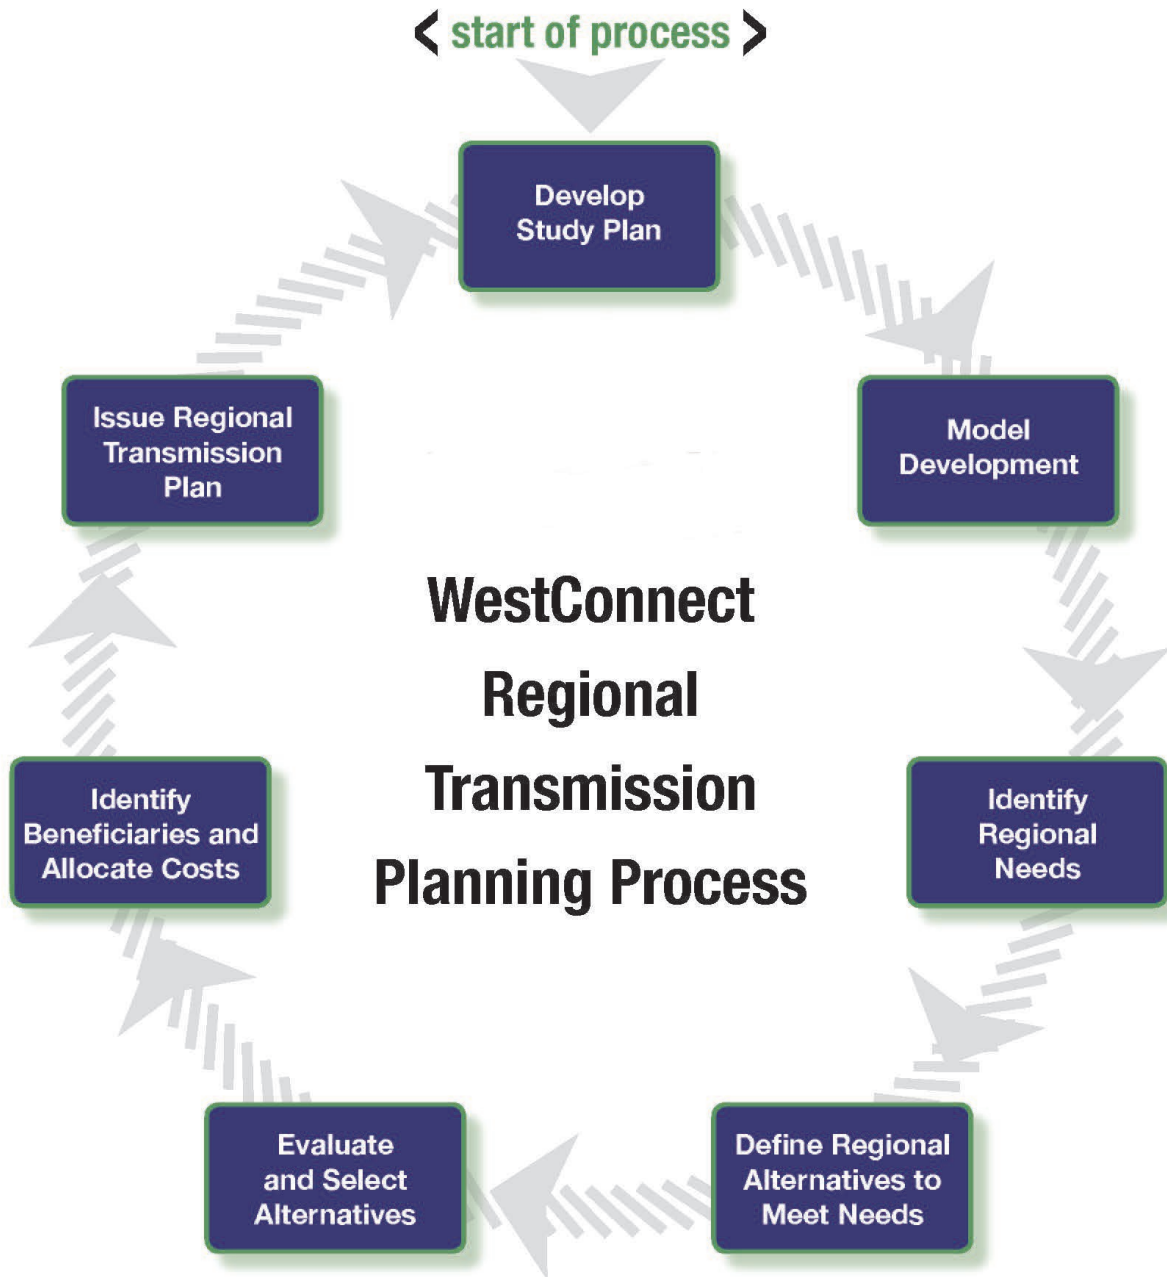 < start of process >
Develop
Study Plan
Model
Development
Identify
Regional
Needs
Define Regional
Alternatives to
Meet Needs
Evaluate
and Select
Alternatives
Identify
Beneficiaries and
Allocate Costs
Issue Regional
Transmission
Plan
WestConnect
Regional
Transmission
Planning Process